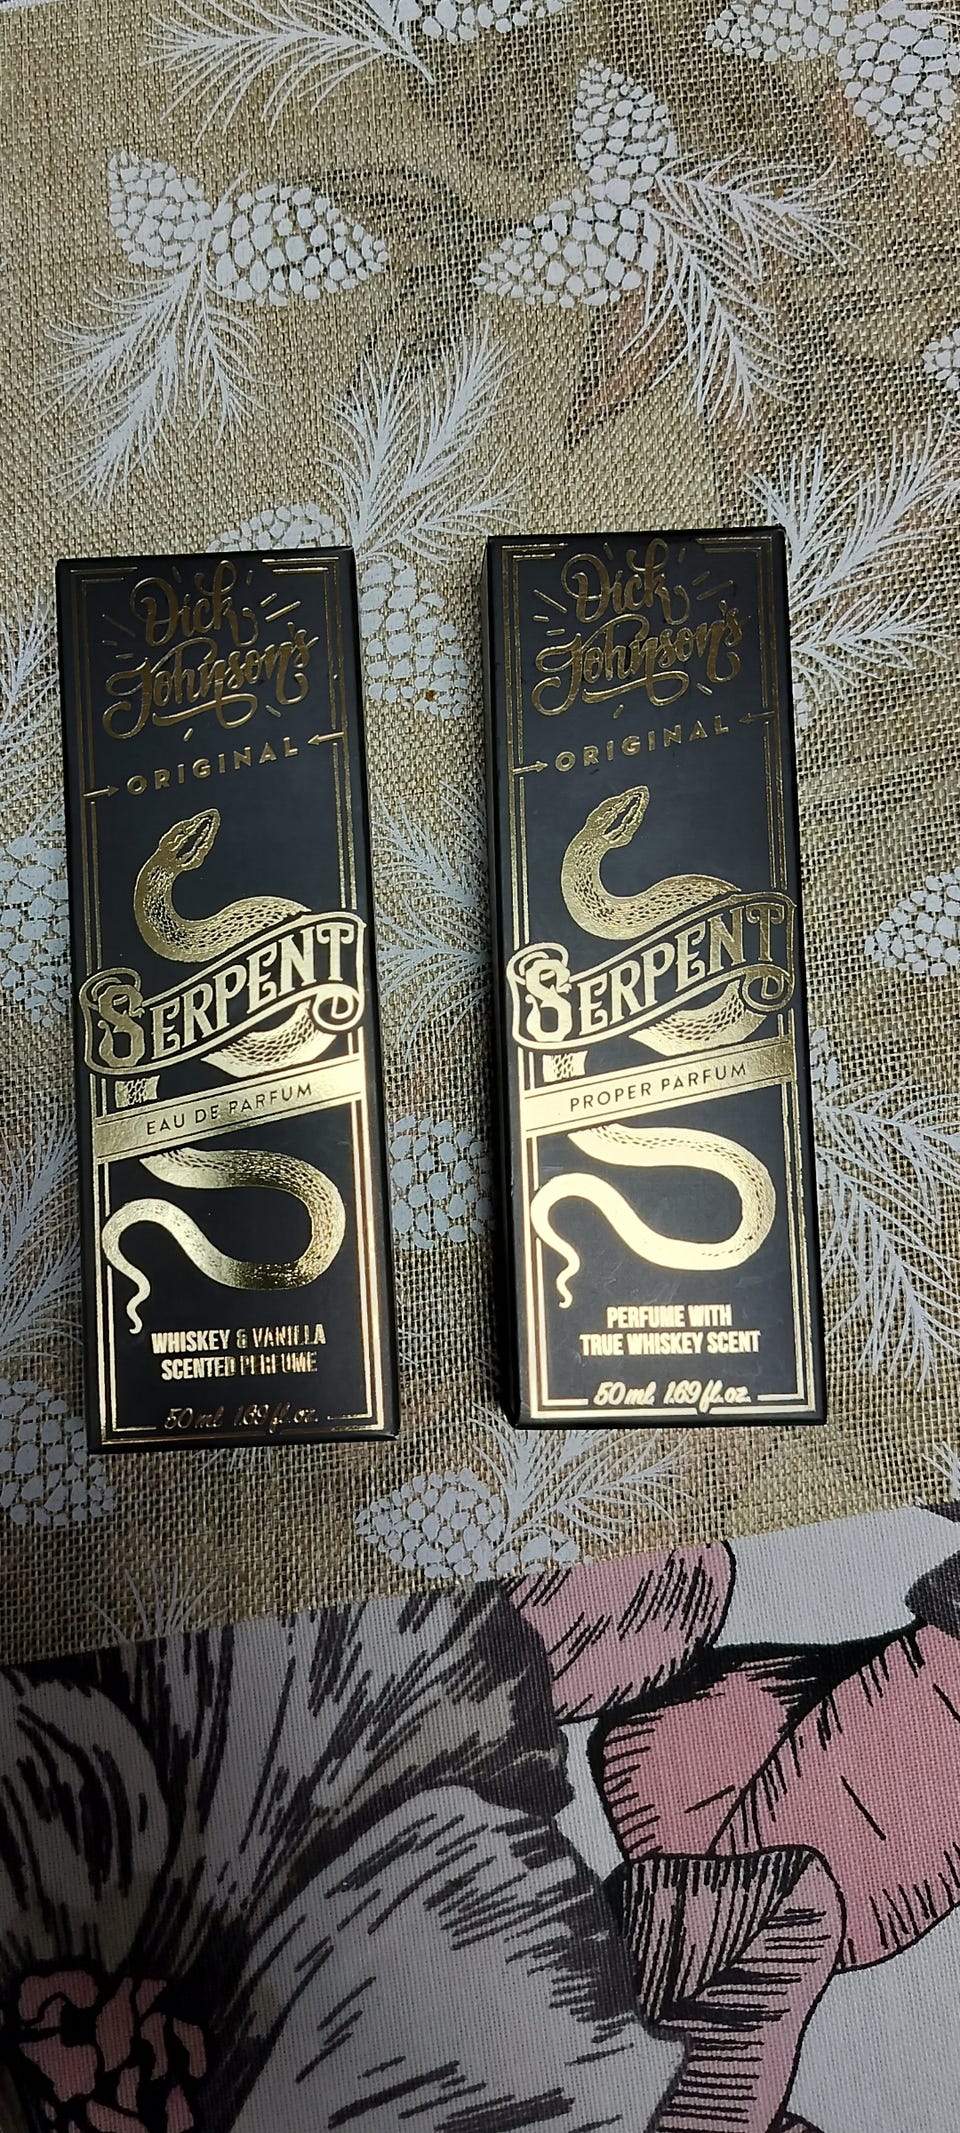 Dick
Johnson's
ORIGINAL
SERPENT
EAU DE PARFUM
WHISKEY & VANILLA
SCENTED PERFUME
50 ml. 1.69 fl. oz.
Dick
Johnson's
ORIGINAL
SERPENT
PROPER PARFUM
PERFUME WITH
TRUE WHISKEY SCENT
50 ml. 1.69 fl. oz.